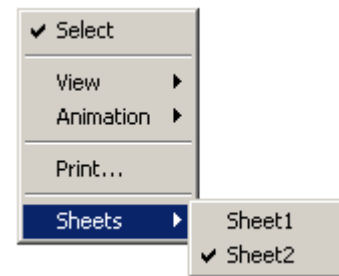 Select
View
Animation
Print...
Sheets
Sheet1
Sheet2